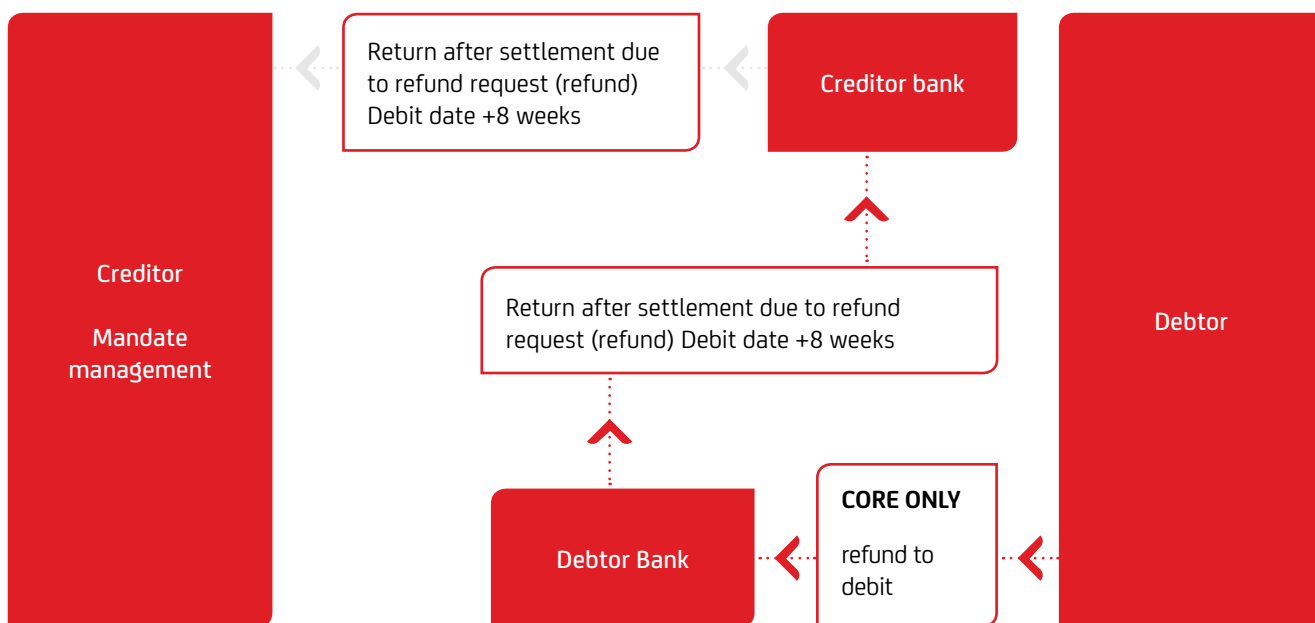 Return after settlement due
to refund request (refund)
Debit date +8 weeks
Creditor bank
Creditor
Mandate
management
Return after settlement due to refund
request (refund) Debit date +8 weeks
Debtor
Debtor Bank
CORE ONLY
refund to
debit